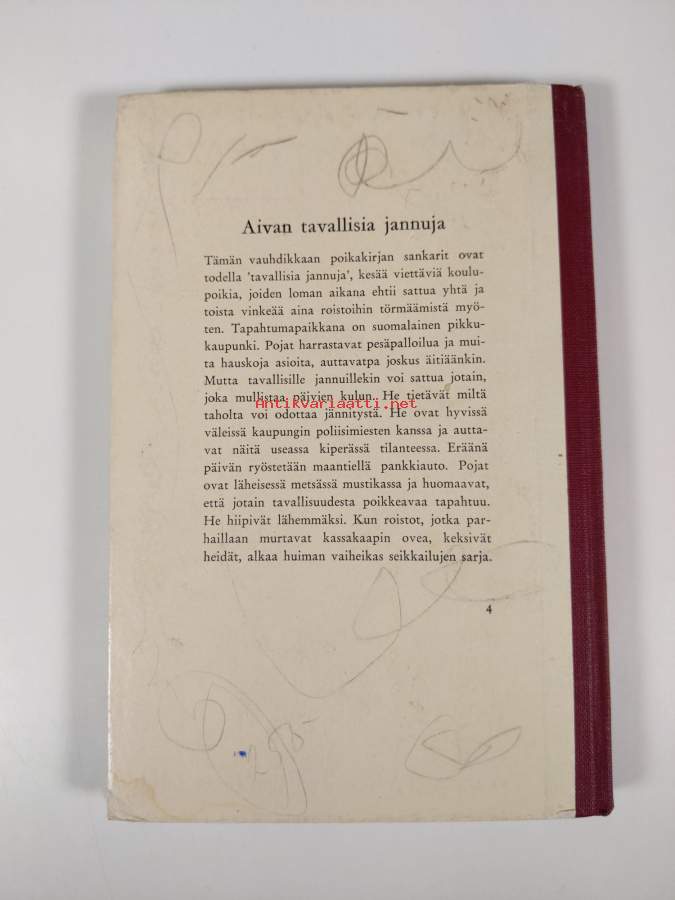 Aivan tavallisia jannuja
Tämän vauhdikkaan poikakirjan sankarit ovat
todella 'tavallisia jannuja', kesää viettäviä koulu-
poikia, joiden loman aikana ehtii sattua yhtä ja
toista vinkeää aina roistoihin törmäämistä myö-
ten. Tapahtumapaikkana on suomalainen pikku-
kaupunki. Pojat harrastavat pesäpalloilua ja mui-
ta hauskoja asioita, auttavatpa joskus äitiäänkin.
Mutta tavallisille jannuillekin voi sattua jotain,
joka mullistaa päivien kulun. He tietävät miltä
Antikvariaatti.net
taholta voi odottaa jännitystä. He ovat hyvissä
väleissä kaupungin poliisimiesten kanssa ja autta-
vat näitä useassa kiperässä tilanteessa. Eräänä
päivän ryöstetään maantiellä pankkiauto. Pojat
ovat läheisessä metsässä mustikassa ja huomaavat,
että jotain tavallisuudesta poikkeavaa tapahtuu.
He hiipivät lähemmäksi. Kun roistot, jotka par-
haillaan murtavat kassakaapin ovea, keksivät
heidät, alkaa huiman vaiheikas seikkailujen sarja.
4